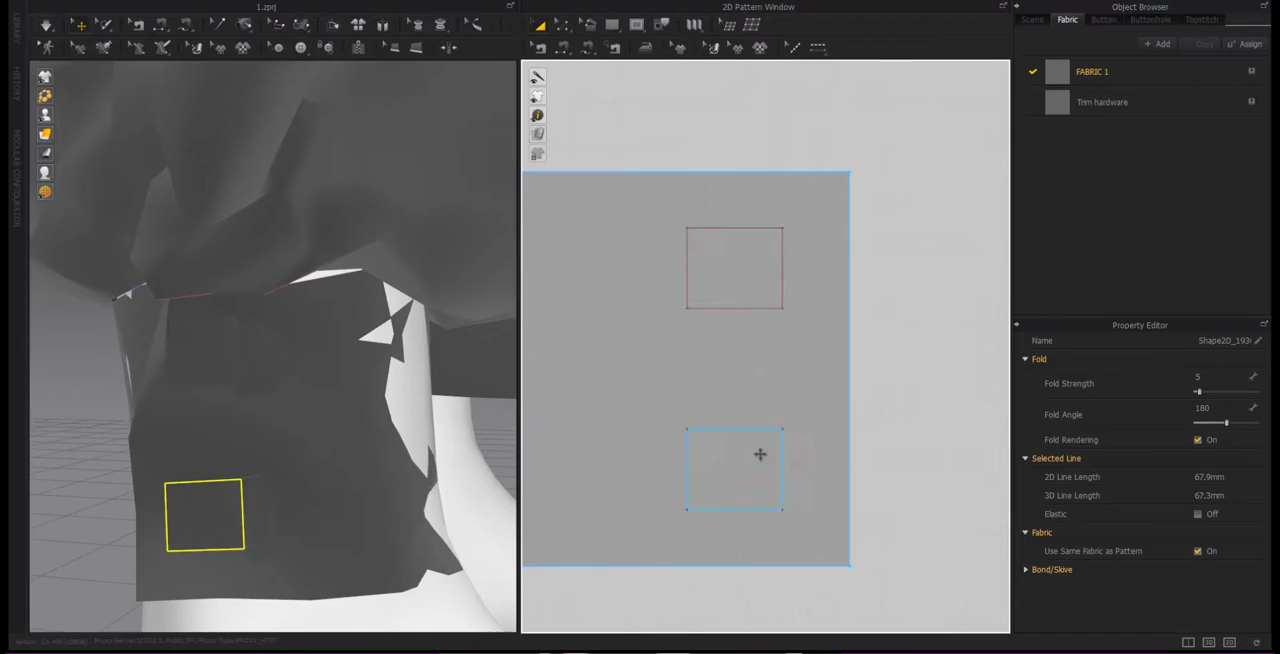 1.zprj
2D Pattern Window
Object Browser
Scene Fabric Button Buttonhole Topstitch
+ Add Copy Assign
FABRIC 1
Trim hardware
LIBRARY
HISTORY
MODULAR CONFIGURATOR
Property Editor
Name Shape2D_193
Fold
Fold Strength 5
Fold Angle 180
Fold Rendering On
Selected Line
2D Line Length 67.9mm
3D Line Length 67.3mm
Elastic Off
Fabric
Use Same Fabric as Pattern On
Bond/Skive
3D
2D